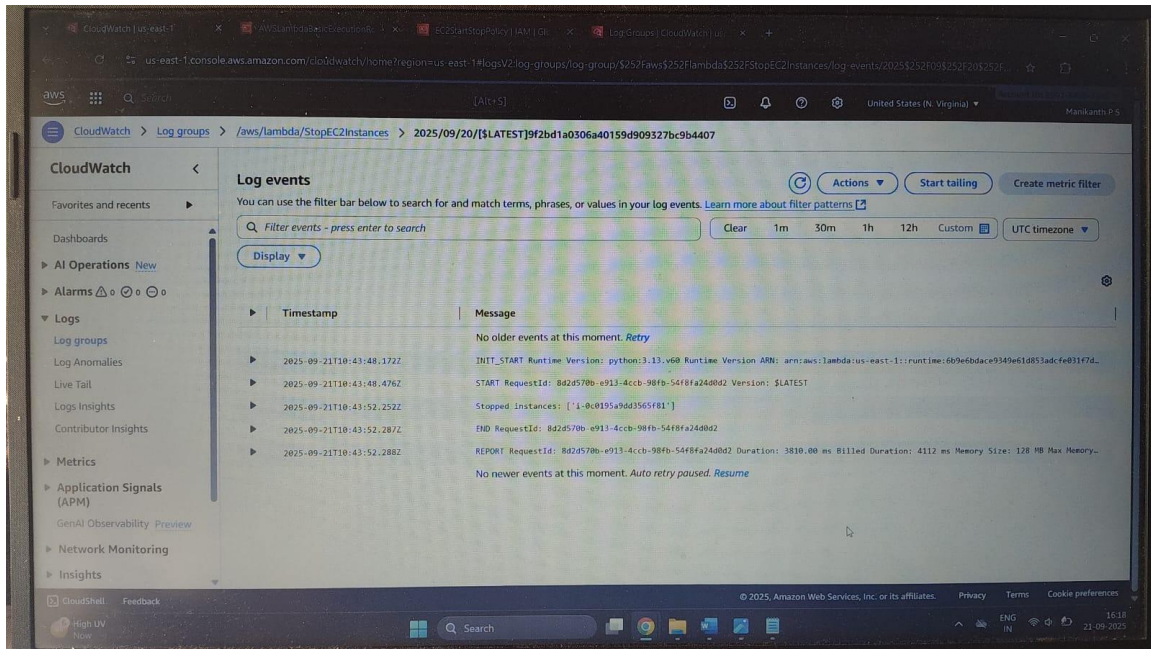 CloudWatch | us-east-1
AWSLambdaBasicExecutionRo
EC2StartStopPolicy | IAM | Gl
Log Groups | CloudWatch | us
us-east-1.console.aws.amazon.com/cloudwatch/home?region=us-east-1#logsV2:log-groups/log-group/$252Faws$252Flambda$252FStopEC2Instances/log-events/2025$252F09$252F20$252F...
aws
Search
[Alt+S]
United States (N. Virginia)
Manikanth P S
CloudWatch > Log groups > /aws/lambda/StopEC2Instances > 2025/09/20/[$LATEST]9f2bd1a0306a40159d909327bc9b4407
CloudWatch
Favorites and recents
Dashboards
AI Operations New
Alarms 0 0 0
Logs
Log groups
Log Anomalies
Live Tail
Logs Insights
Contributor Insights
Metrics
Application Signals
(APM)
GenAI Observability Preview
Network Monitoring
Insights
Log events
Actions
Start tailing
Create metric filter
You can use the filter bar below to search for and match terms, phrases, or values in your log events. Learn more about filter patterns
Filter events - press enter to search
Clear 1m 30m 1h 12h Custom
UTC timezone
Display
Timestamp Message
No older events at this moment. Retry
2025-09-21T10:43:48.172Z INIT_START Runtime Version: python:3.13.v60 Runtime Version ARN: arn:aws:lambda:us-east-1::runtime:6b9e6bdace9349e61d853adcfe031f7d…
2025-09-21T10:43:48.476Z START RequestId: 8d2d570b-e913-4ccb-98fb-54f8fa24d0d2 Version: $LATEST
2025-09-21T10:43:52.252Z Stopped instances: ['i-0c0195a9dd3565f81']
2025-09-21T10:43:52.287Z END RequestId: 8d2d570b-e913-4ccb-98fb-54f8fa24d0d2
2025-09-21T10:43:52.288Z REPORT RequestId: 8d2d570b-e913-4ccb-98fb-54f8fa24d0d2 Duration: 3810.00 ms Billed Duration: 4112 ms Memory Size: 128 MB Max Memory…
No newer events at this moment. Auto retry paused. Resume
CloudShell Feedback
© 2025, Amazon Web Services, Inc. or its affiliates. Privacy Terms Cookie preferences
High UV
Now
Search
ENG
IN
16:18
21-09-2025